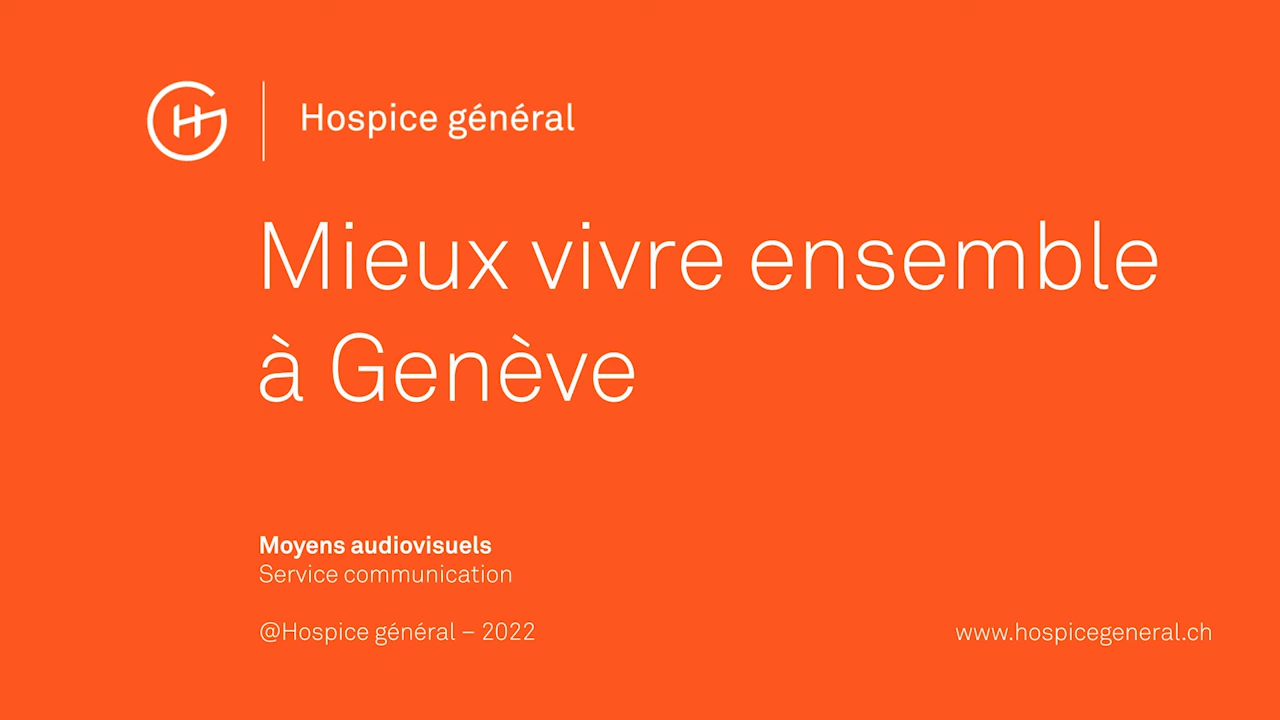 Hospice général
Mieux vivre ensemble
à Genève
Moyens audiovisuels
Service communication
@Hospice général – 2022
www.hospicegeneral.ch